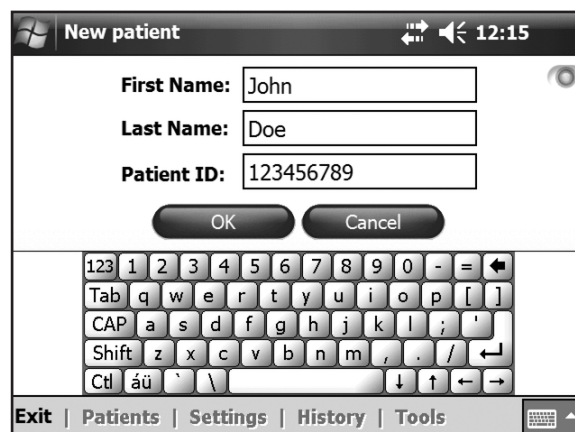 New patient 12:15
First Name: John
Last Name: Doe
Patient ID: 123456789
OK Cancel
123 1 2 3 4 5 6 7 8 9 0 - =
Tab q w e r t y u i o p [ ]
CAP a s d f g h j k l ; '
Shift z x c v b n m , . /
Ctl áü ` \
Exit | Patients | Settings | History | Tools